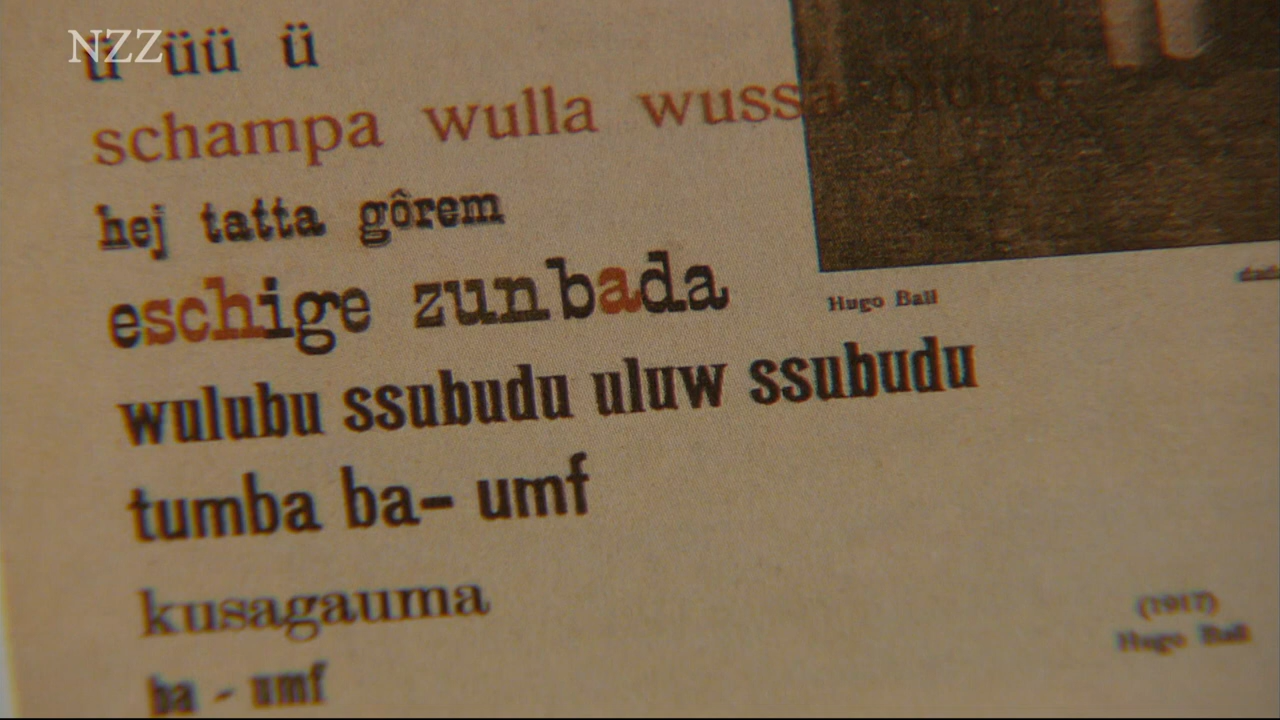 NZZ
ü üü ü
schampa wulla wussa olobo
hej tatta gôrem
eschige zunbada
wulubu ssubudu uluw ssubudu
tumba ba- umf
kusagauma
ba - umf
Hugo Ball
(1917)
Hugo Ball